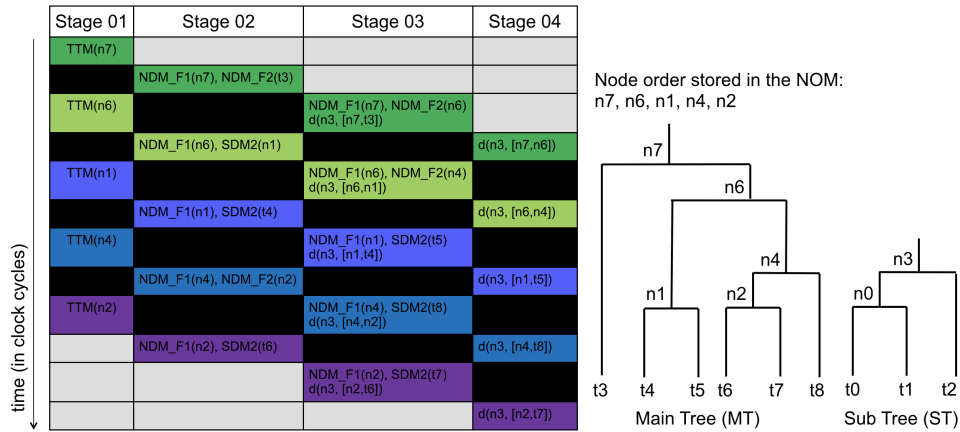 Stage 01 Stage 02 Stage 03 Stage 04
TTM(n7)
NDM_F1(n7), NDM_F2(t3)
TTM(n6) NDM_F1(n7), NDM_F2(n6)
d(n3, [n7,t3])
NDM_F1(n6), SDM2(n1) d(n3, [n7,n6])
TTM(n1) NDM_F1(n6), NDM_F2(n4)
d(n3, [n6,n1])
NDM_F1(n1), SDM2(t4) d(n3, [n6,n4])
TTM(n4) NDM_F1(n1), SDM2(t5)
d(n3, [n1,t4])
NDM_F1(n4), NDM_F2(n2) d(n3, [n1,t5])
TTM(n2) NDM_F1(n4), SDM2(t8)
d(n3, [n4,n2])
NDM_F1(n2), SDM2(t6) d(n3, [n4,t8])
NDM_F1(n2), SDM2(t7)
d(n3, [n2,t6])
d(n3, [n2,t7])
time (in clock cycles)
Node order stored in the NOM:
n7, n6, n1, n4, n2
n7
n6
n4
n1 n2
t3 t4 t5 t6 t7 t8
Main Tree (MT)
n3
n0
t0 t1 t2
Sub Tree (ST)